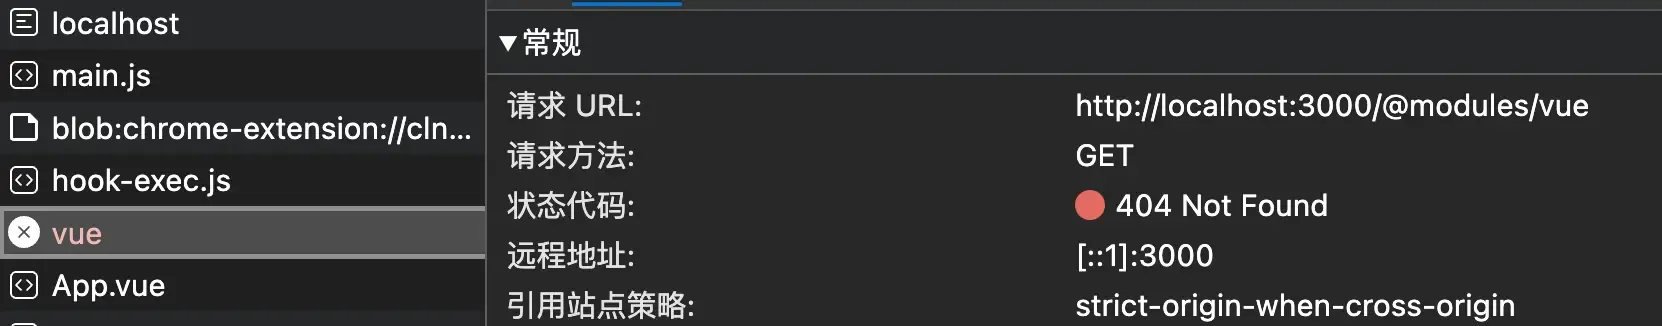 localhost
main.js
blob:chrome-extension://cln...
hook-exec.js
vue
App.vue
▼常规
请求 URL: http://localhost:3000/@modules/vue
请求方法: GET
状态代码: 404 Not Found
远程地址: [::1]:3000
引用站点策略: strict-origin-when-cross-origin